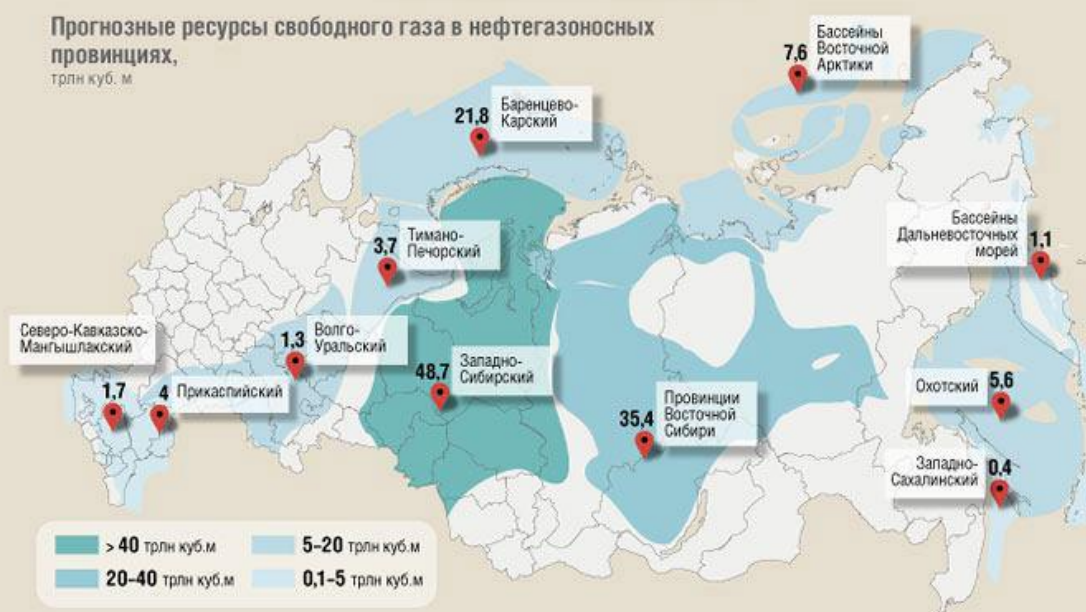 Прогнозные ресурсы свободного газа в нефтегазоносных
провинциях,
трлн куб. м
7,6
Бассейны
Восточной
Арктики
21,8
Баренцево-
Карский
3,7
Тимано-
Печорский
Бассейны
Дальневосточных
морей
1,1
Северо-Кавказско-
Мангышлакский
1,7
4
Прикаспийский
1,3
Волго-
Уральский
48,7
Западно-
Сибирский
35,4
Провинции
Восточной
Сибири
Охотский
5,6
Западно-
Сахалинский
0,4
> 40 трлн куб.м
20-40 трлн куб.м
5-20 трлн куб.м
0,1-5 трлн куб.м